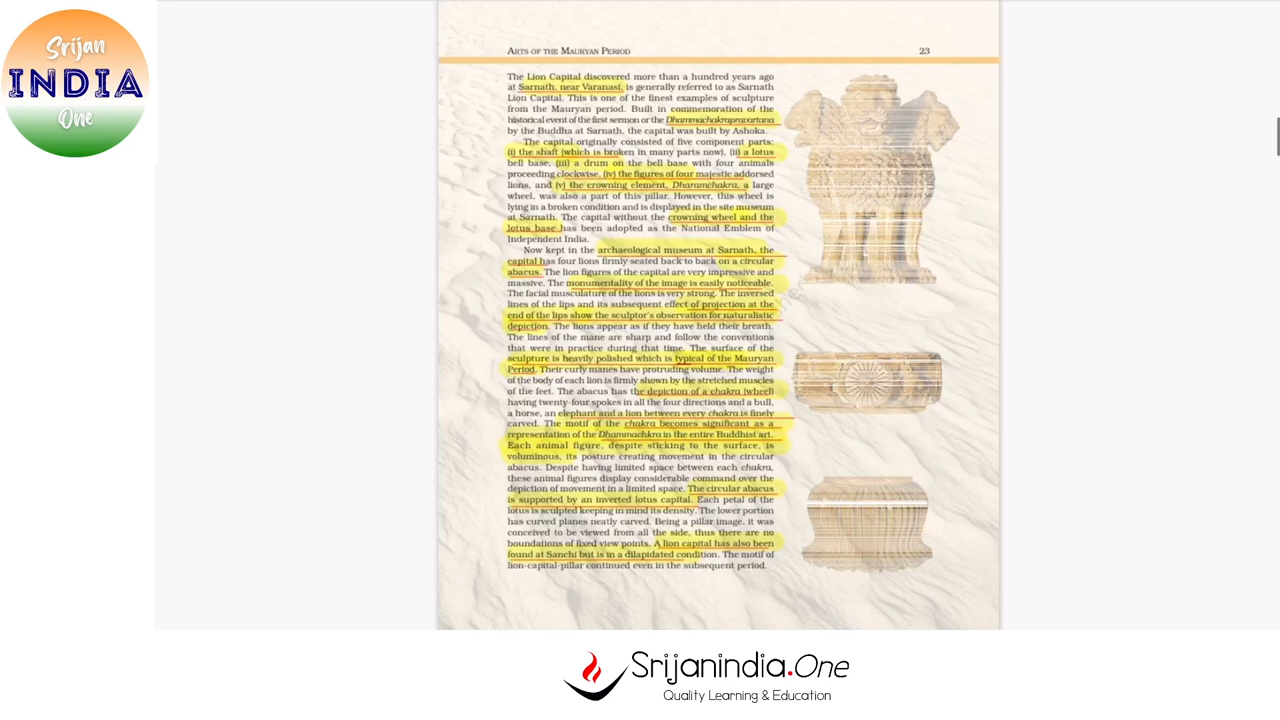 Srijan
INDIA
One
ARTS OF THE MAURYAN PERIOD 23
The Lion Capital discovered more than a hundred years ago
at Sarnath, near Varanasi, is generally referred to as Sarnath
Lion Capital. This is one of the finest examples of sculpture
from the Mauryan period. Built in commemoration of the
historical event of the first sermon or the Dhammachakrapravartana
by the Buddha at Sarnath, the capital was built by Ashoka.
The capital originally consisted of five component parts:
(i) the shaft (which is broken in many parts now), (ii) a lotus
bell base, (iii) a drum on the bell base with four animals
proceeding clockwise, (iv) the figures of four majestic addorsed
lions, and (v) the crowning element, Dharamchakra, a large
wheel, was also a part of this pillar. However, this wheel is
lying in a broken condition and is displayed in the site museum
at Sarnath. The capital without the crowning wheel and the
lotus base has been adopted as the National Emblem of
Independent India.
Now kept in the archaeological museum at Sarnath, the
capital has four lions firmly seated back to back on a circular
abacus. The lion figures of the capital are very impressive and
massive. The monumentality of the image is easily noticeable.
The facial musculature of the lions is very strong. The inversed
lines of the lips and its subsequent effect of projection at the
end of the lips show the sculptor's observation for naturalistic
depiction. The lions appear as if they have held their breath.
The lines of the mane are sharp and follow the conventions
that were in practice during that time. The surface of the
sculpture is heavily polished which is typical of the Mauryan
Period. Their curly manes have protruding volume. The weight
of the body of each lion is firmly shown by the stretched muscles
of the feet. The abacus has the depiction of a chakra (wheel)
having twenty-four spokes in all the four directions and a bull,
a horse, an elephant and a lion between every chakra is finely
carved. The motif of the chakra becomes significant as a
representation of the Dhammachkra in the entire Buddhist art.
Each animal figure, despite sticking to the surface, is
voluminous, its posture creating movement in the circular
abacus. Despite having limited space between each chakra,
these animal figures display considerable command over the
depiction of movement in a limited space. The circular abacus
is supported by an inverted lotus capital. Each petal of the
lotus is sculpted keeping in mind its density. The lower portion
has curved planes neatly carved. Being a pillar image, it was
conceived to be viewed from all the side, thus there are no
boundations of fixed view points. A lion capital has also been
found at Sanchi but is in a dilapidated condition. The motif of
lion-capital-pillar continued even in the subsequent period.
Srijanindia.One
Quality Learning & Education